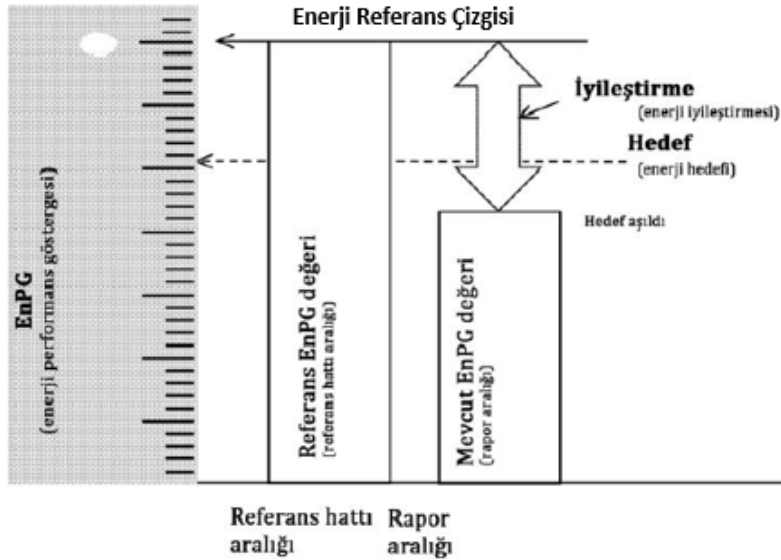 Enerji Referans Çizgisi
EnPG
(enerji performans göstergesi)
Referans EnPG değeri
(referans hattı aralığı)
Mevcut EnPG değeri
(rapor aralığı)
İyileştirme
(enerji iyileştirmesi)
Hedef
(enerji hedefi)
Hedef aşıldı
Referans hattı
aralığı
Rapor
aralığı